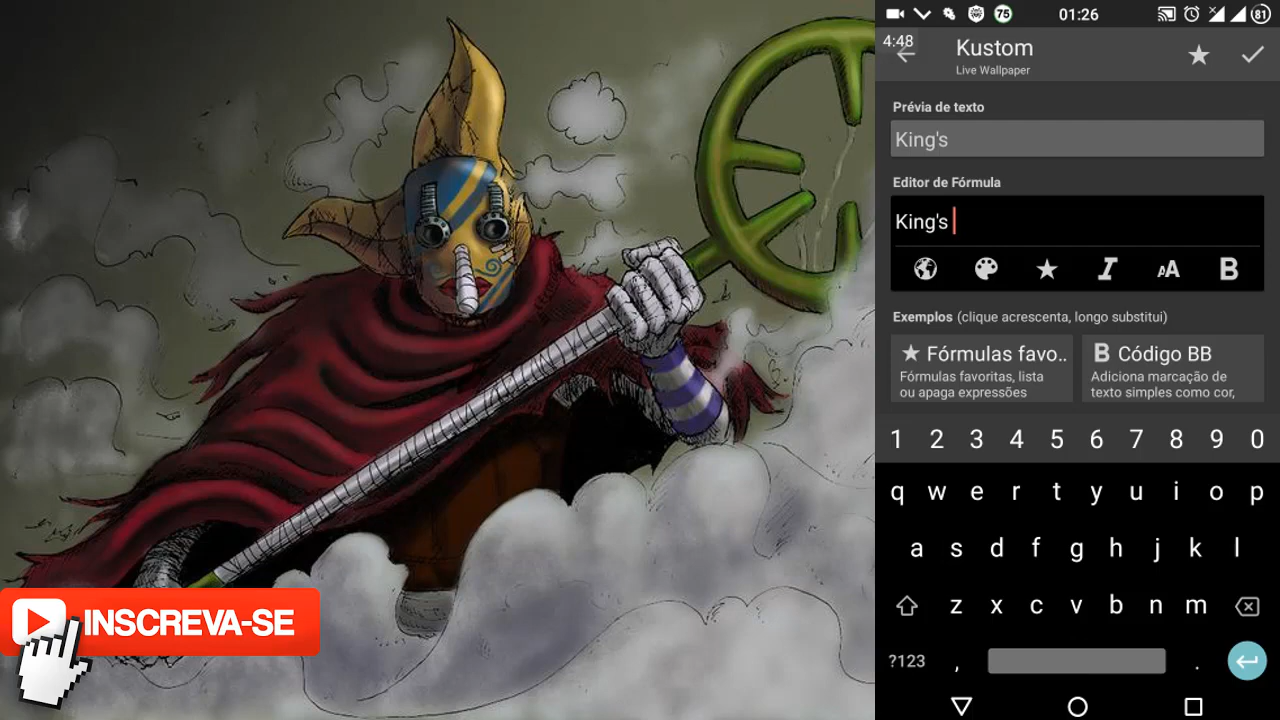 INSCREVA-SE
75
01:26
81
4:48
Kustom
Live Wallpaper
Prévia de texto
King's
Editor de Fórmula
King's
I
AA
B
Exemplos (clique acrescenta, longo substitui)
Fórmulas favo..
Fórmulas favoritas, lista
ou apaga expressões
B Código BB
Adiciona marcação de
texto simples como cor,
1 2 3 4 5 6 7 8 9 0
q w e r t y u i o p
a s d f g h j k l
z x c v b n m
?123 , .